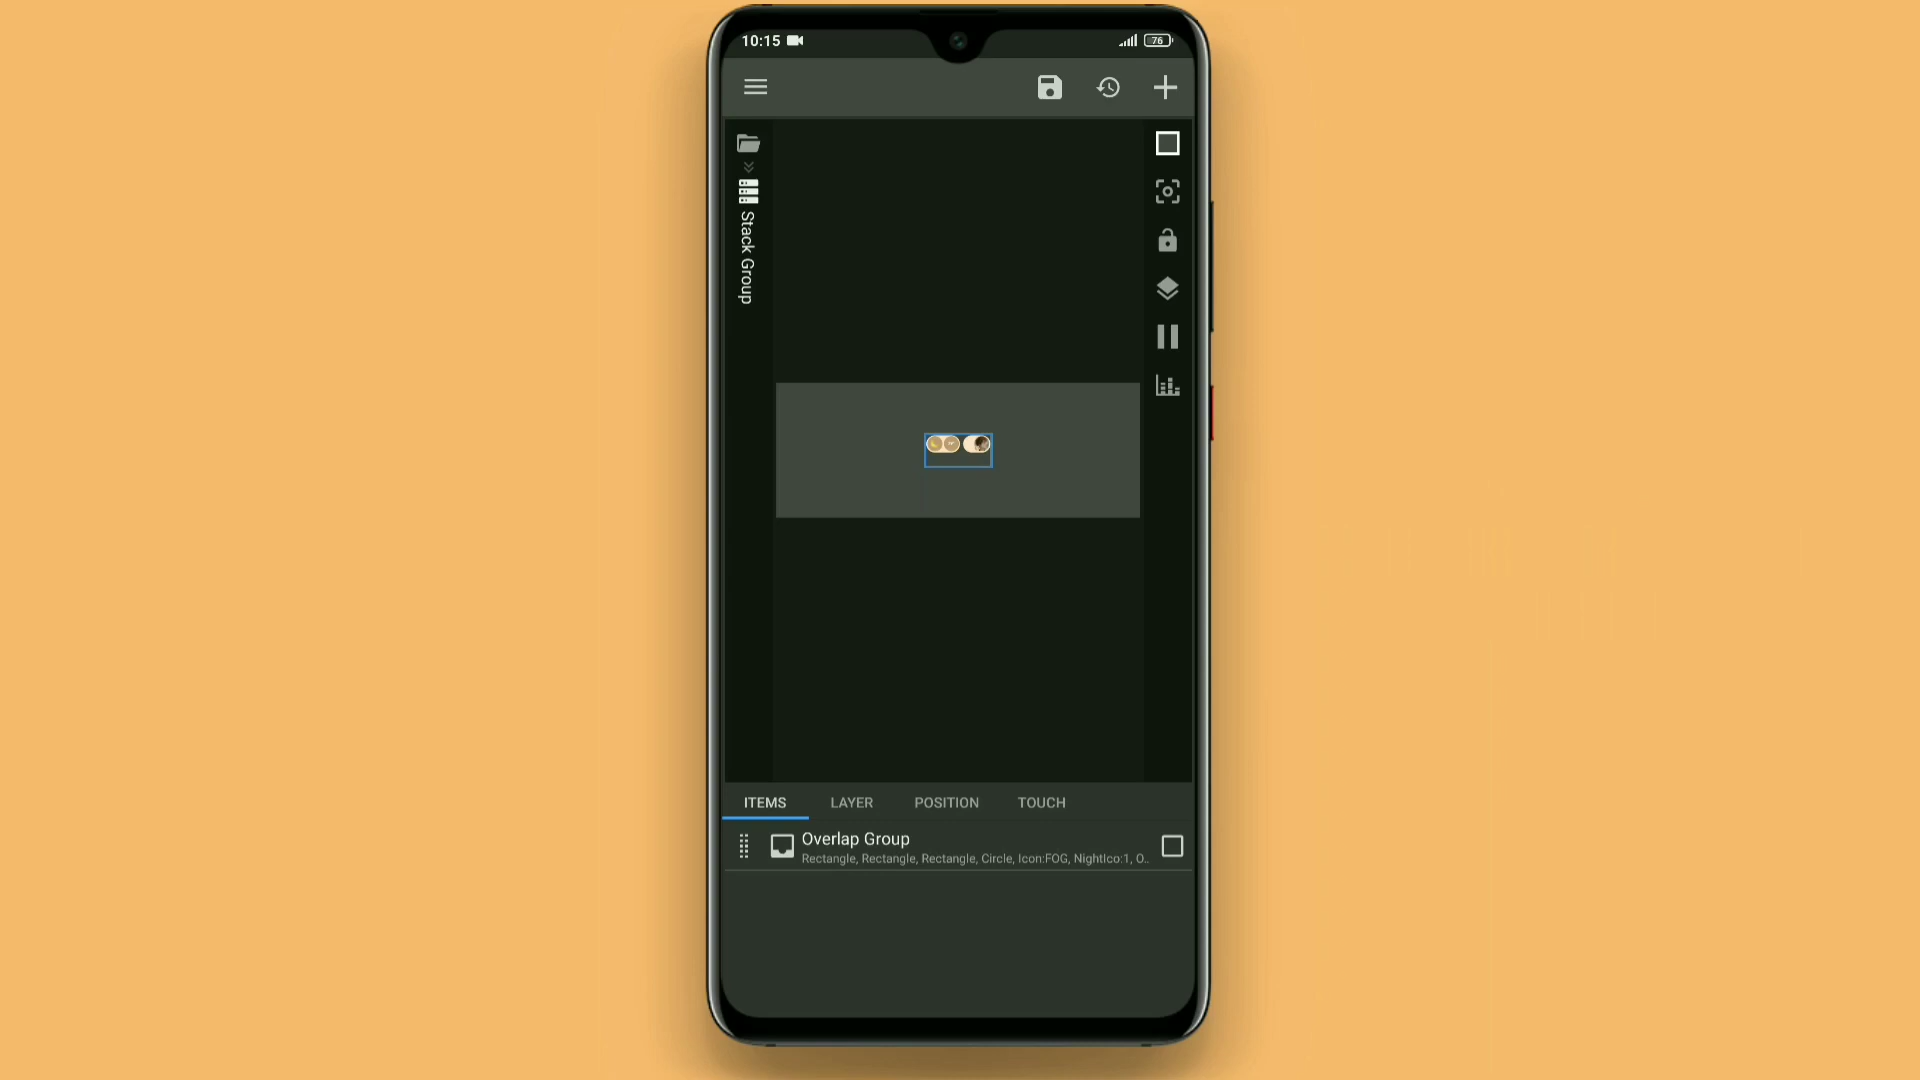 10:15
76
Stack Group
ITEMS
LAYER
POSITION
TOUCH
Overlap Group
Rectangle, Rectangle, Rectangle, Circle, Icon:FOG, NightIco:1, O..